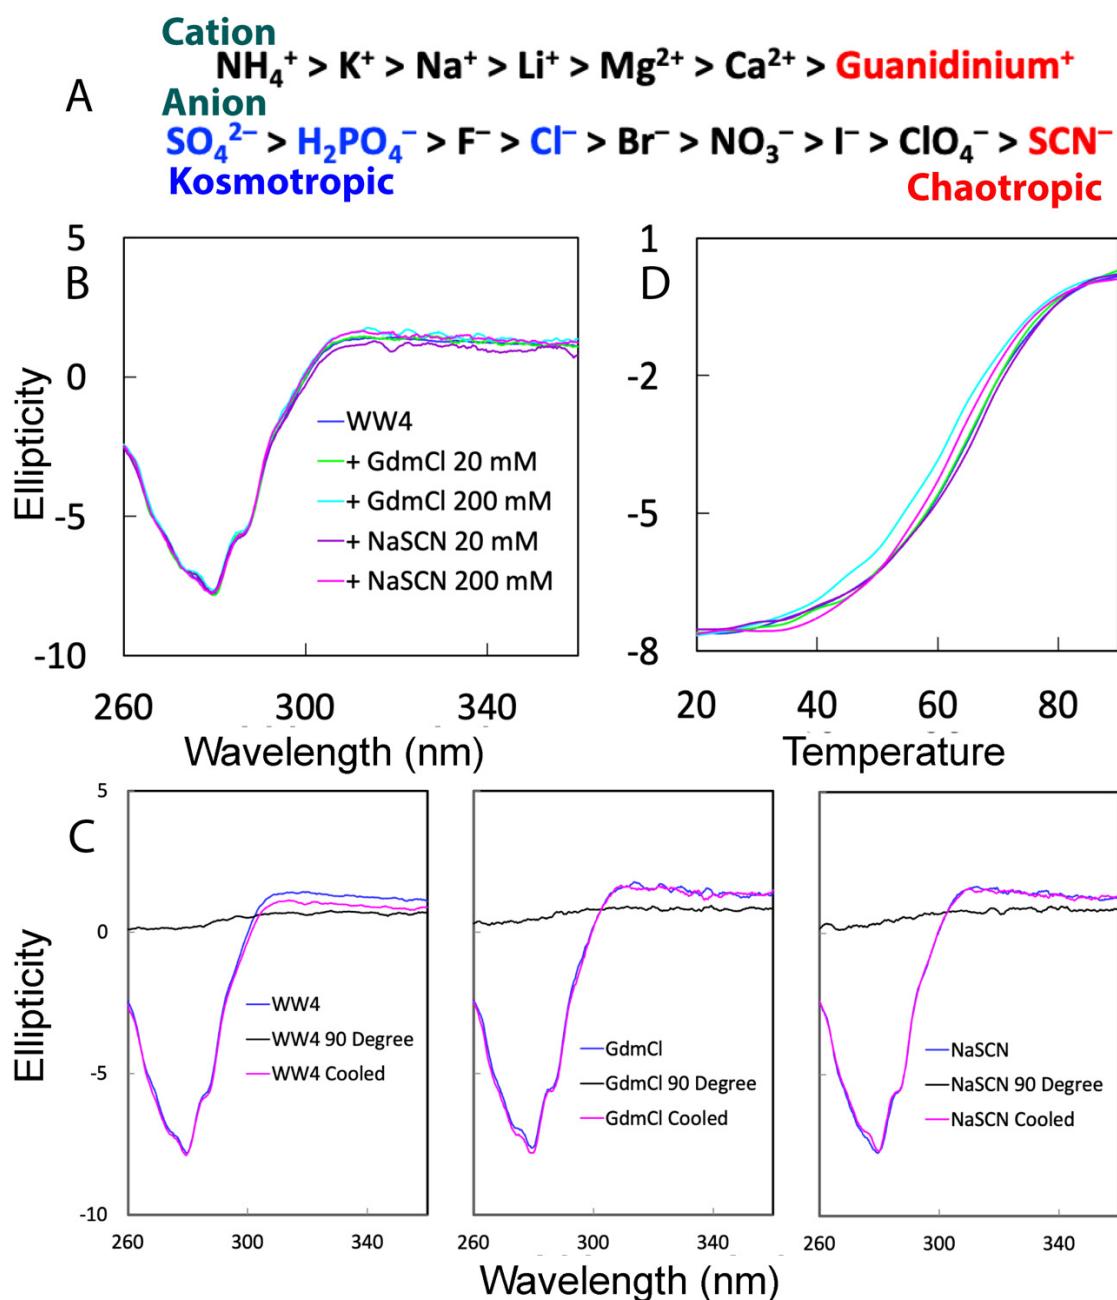 Cation
NH₄⁺ > K⁺ > Na⁺ > Li⁺ > Mg²⁺ > Ca²⁺ > Guanidinium⁺
A
Anion
SO₄²⁻ > H₂PO₄⁻ > F⁻ > Cl⁻ > Br⁻ > NO₃⁻ > I⁻ > ClO₄⁻ > SCN⁻
Kosmotropic
Chaotropic
B
5
0
-5
-10
Ellipticity
WW4
+ GdmCl 20 mM
+ GdmCl 200 mM
+ NaSCN 20 mM
+ NaSCN 200 mM
260 300 340
Wavelength (nm)
D
1
-2
-5
-8
20 40 60 80
Temperature
C
5
0
-5
-10
Ellipticity
WW4
WW4 90 Degree
WW4 Cooled
260 300 340
GdmCl
GdmCl 90 Degree
GdmCl Cooled
260 300 340
NaSCN
NaSCN 90 Degree
NaSCN Cooled
260 300 340
Wavelength (nm)